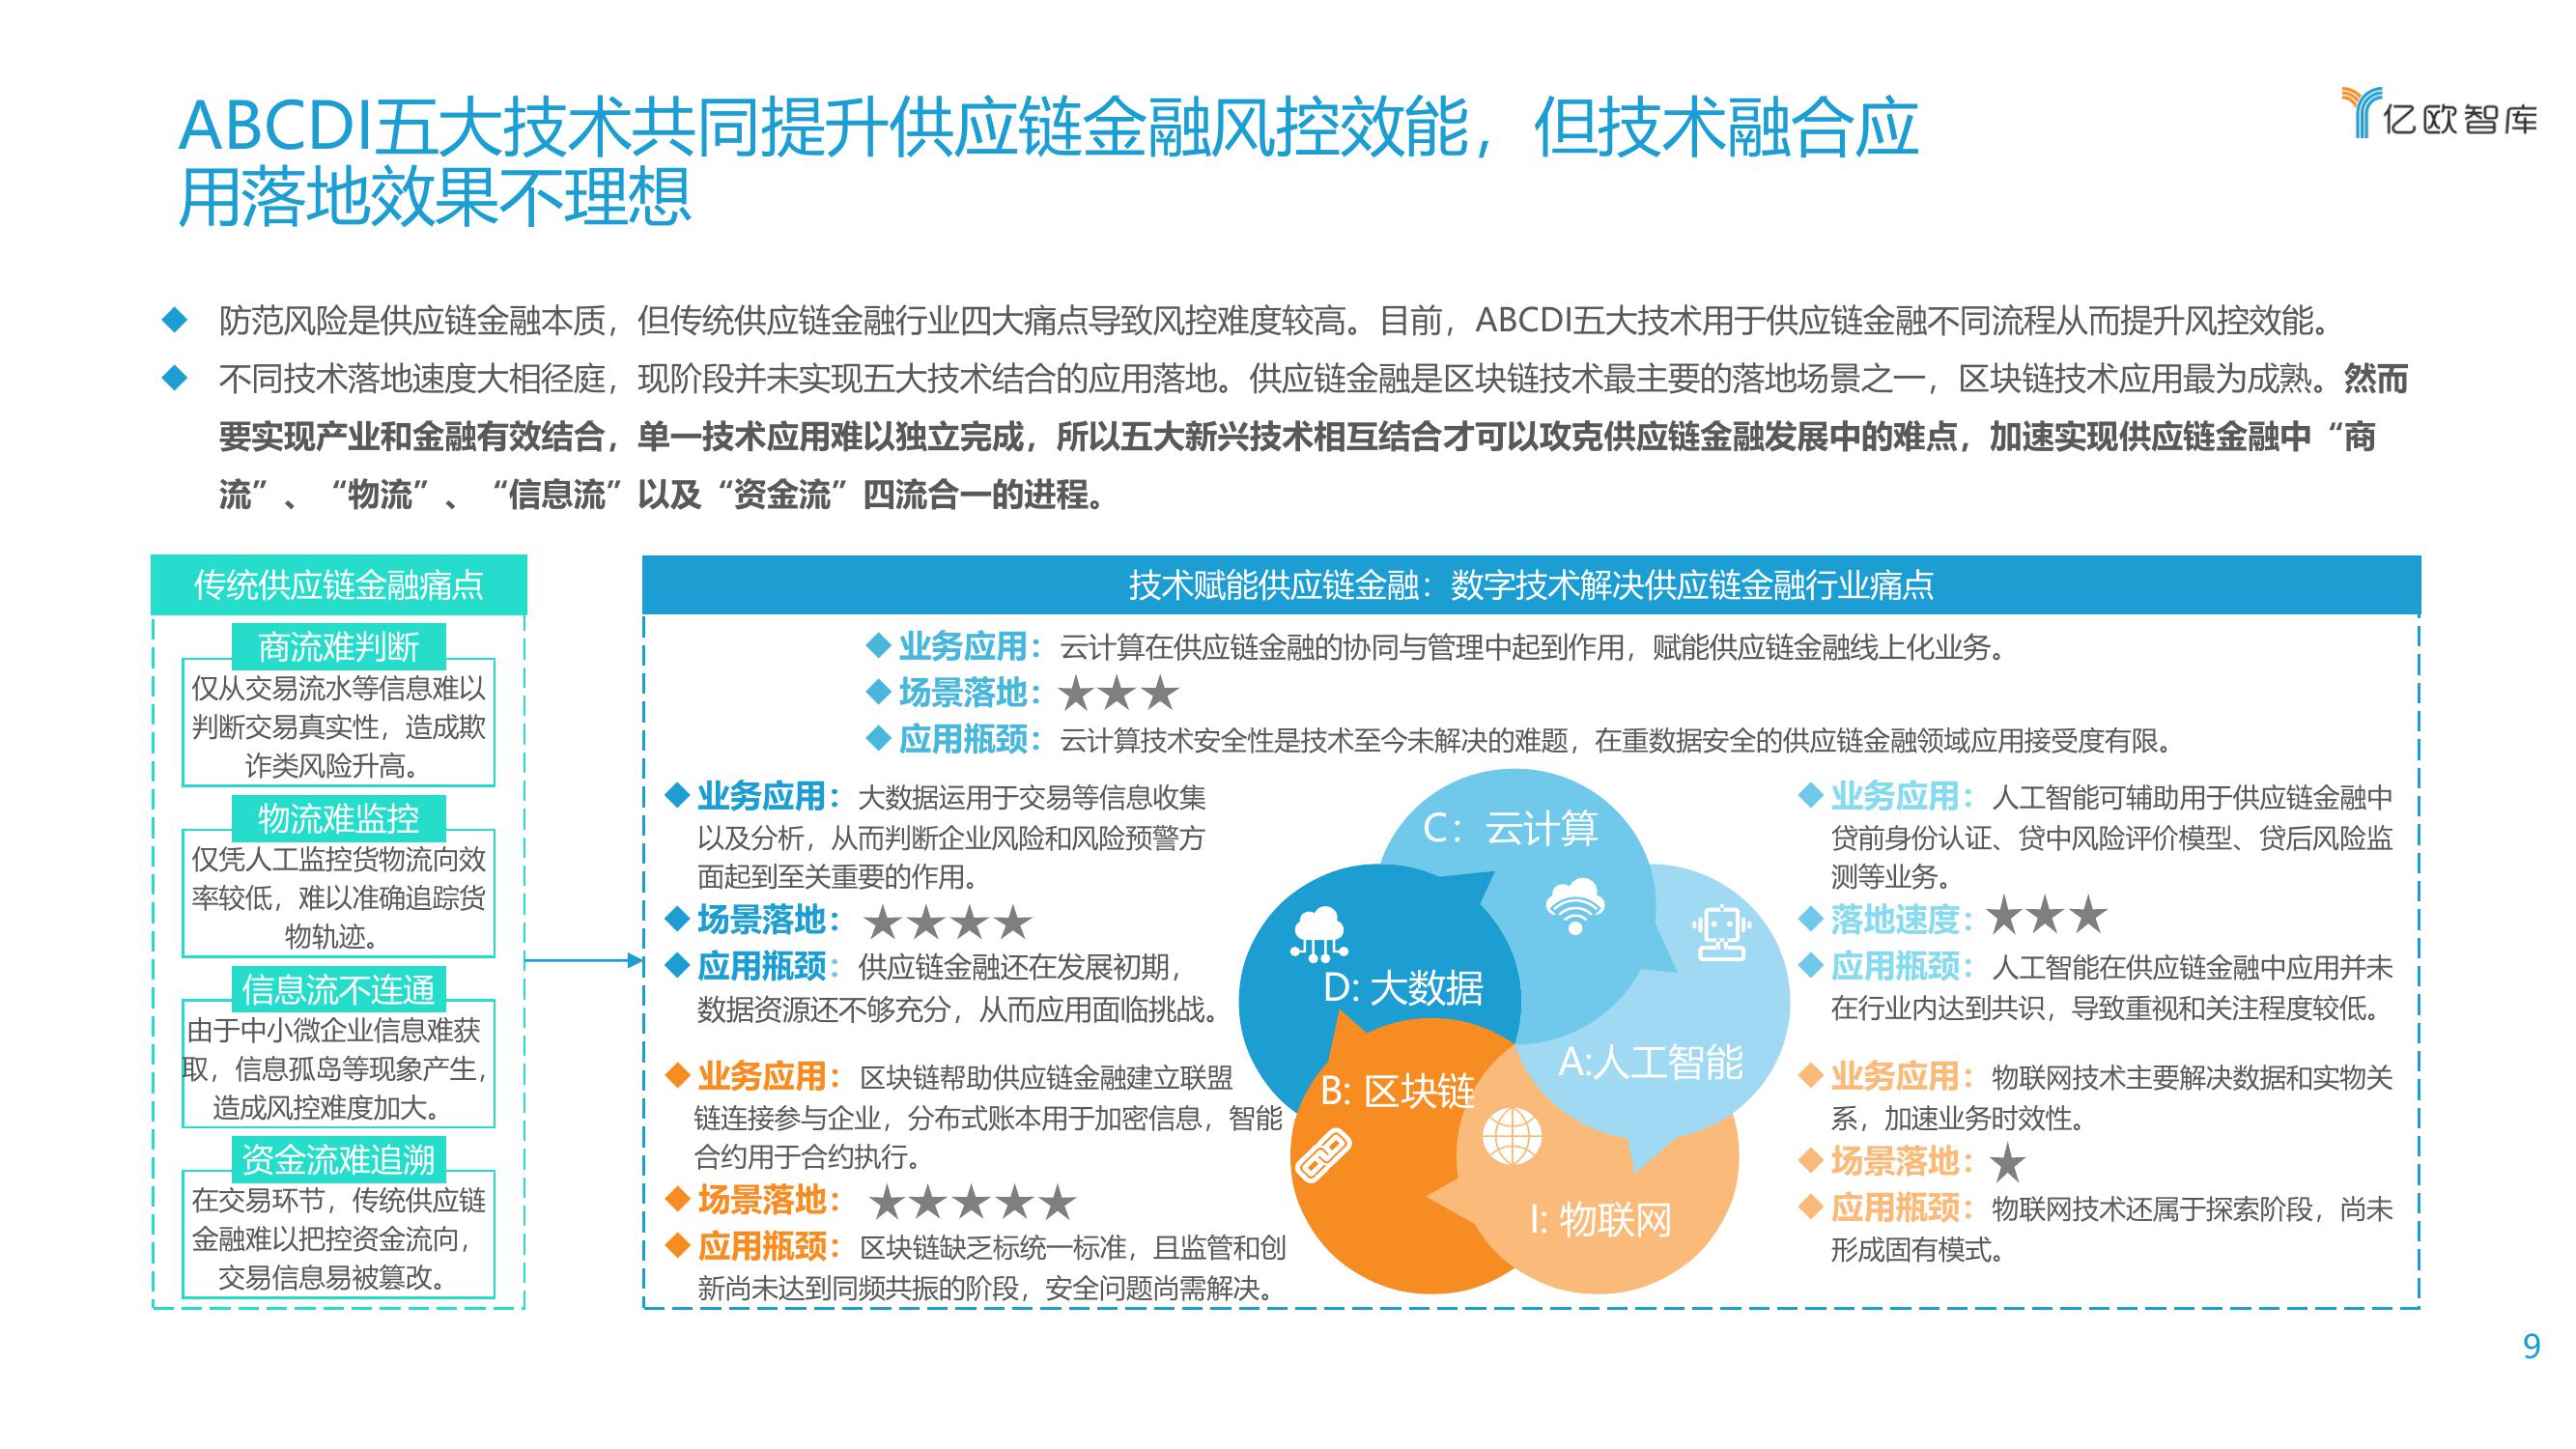 ABCDI五大技术共同提升供应链金融风控效能，但技术融合应
用落地效果不理想
亿欧智库
防范风险是供应链金融本质，但传统供应链金融行业四大痛点导致风控难度较高。目前，ABCDI五大技术用于供应链金融不同流程从而提升风控效能。
不同技术落地速度大相径庭，现阶段并未实现五大技术结合的应用落地。供应链金融是区块链技术最主要的落地场景之一，区块链技术应用最为成熟。然而
要实现产业和金融有效结合，单一技术应用难以独立完成，所以五大新兴技术相互结合才可以攻克供应链金融发展中的难点，加速实现供应链金融中“商
流”、“物流”、“信息流”以及“资金流”四流合一的进程。
传统供应链金融痛点
商流难判断
仅从交易流水等信息难以
判断交易真实性，造成欺
诈类风险升高。
物流难监控
仅凭人工监控货物流向效
率较低，难以准确追踪货
物轨迹。
信息流不连通
由于中小微企业信息难获
取，信息孤岛等现象产生，
造成风控难度加大。
资金流难追溯
在交易环节，传统供应链
金融难以把控资金流向，
交易信息易被篡改。
技术赋能供应链金融：数字技术解决供应链金融行业痛点
业务应用：云计算在供应链金融的协同与管理中起到作用，赋能供应链金融线上化业务。
场景落地：★★★
应用瓶颈：云计算技术安全性是技术至今未解决的难题，在重数据安全的供应链金融领域应用接受度有限。
业务应用：大数据运用于交易等信息收集
以及分析，从而判断企业风险和风险预警方
面起到至关重要的作用。
场景落地：★★★★
应用瓶颈：供应链金融还在发展初期，
数据资源还不够充分，从而应用面临挑战。
业务应用：区块链帮助供应链金融建立联盟
链连接参与企业，分布式账本用于加密信息，智能
合约用于合约执行。
场景落地：★★★★★
应用瓶颈：区块链缺乏标统一标准，且监管和创
新尚未达到同频共振的阶段，安全问题尚需解决。
C：云计算
D: 大数据
A:人工智能
B: 区块链
I: 物联网
业务应用：人工智能可辅助用于供应链金融中
贷前身份认证、贷中风险评价模型、贷后风险监
测等业务。
落地速度：★★★
应用瓶颈：人工智能在供应链金融中应用并未
在行业内达到共识，导致重视和关注程度较低。
业务应用：物联网技术主要解决数据和实物关
系，加速业务时效性。
场景落地：★
应用瓶颈：物联网技术还属于探索阶段，尚未
形成固有模式。
9